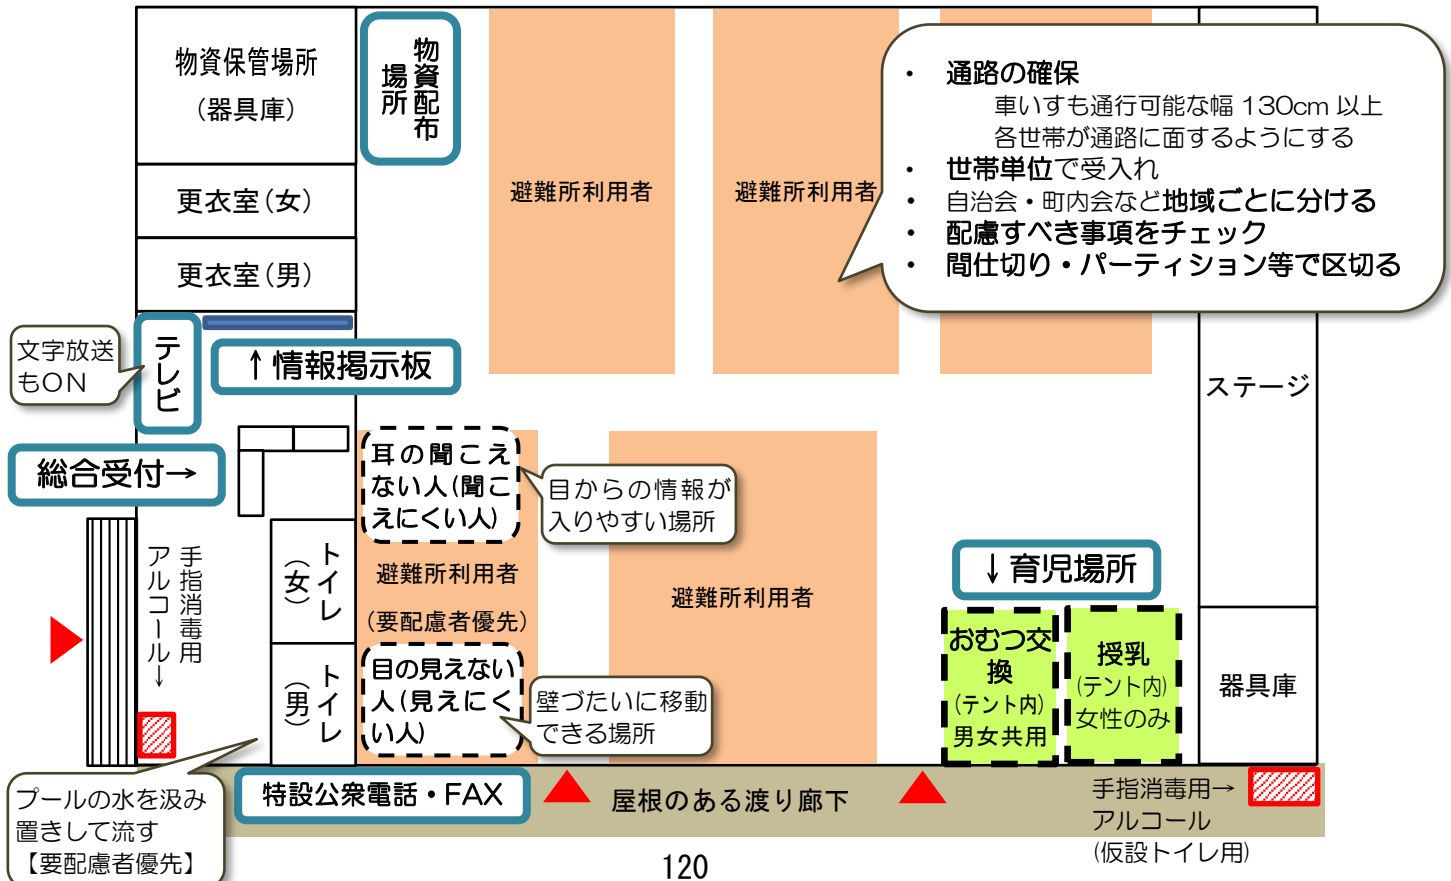 物資保管場所
(器具庫)
物資配布
場所
避難所利用者
避難所利用者
・ 通路の確保
車いすも通行可能な幅 130cm 以上
各世帯が通路に面するようにする
・ 世帯単位で受入れ
・ 自治会・町内会など地域ごとに分ける
・ 配慮すべき事項をチェック
・ 間仕切り・パーティション等で区切る
更衣室(女)
更衣室(男)
文字放送
もON
テレビ
↑情報掲示板
ステージ
総合受付→
耳の聞こえ
ない人(聞こ
えにくい人)
目からの情報が
入りやすい場所
手指消毒用
アルコール→
トイレ
(女)
避難所利用者
(要配慮者優先)
避難所利用者
↓育児場所
トイレ
(男)
目の見えない
人(見えにく
い人)
壁づたいに移動
できる場所
おむつ交
換
(テント内)
男女共用
授乳
(テント内)
女性のみ
器具庫
プールの水を汲み
置きして流す
【要配慮者優先】
特設公衆電話・FAX
屋根のある渡り廊下
手指消毒用→
アルコール
(仮設トイレ用)
120